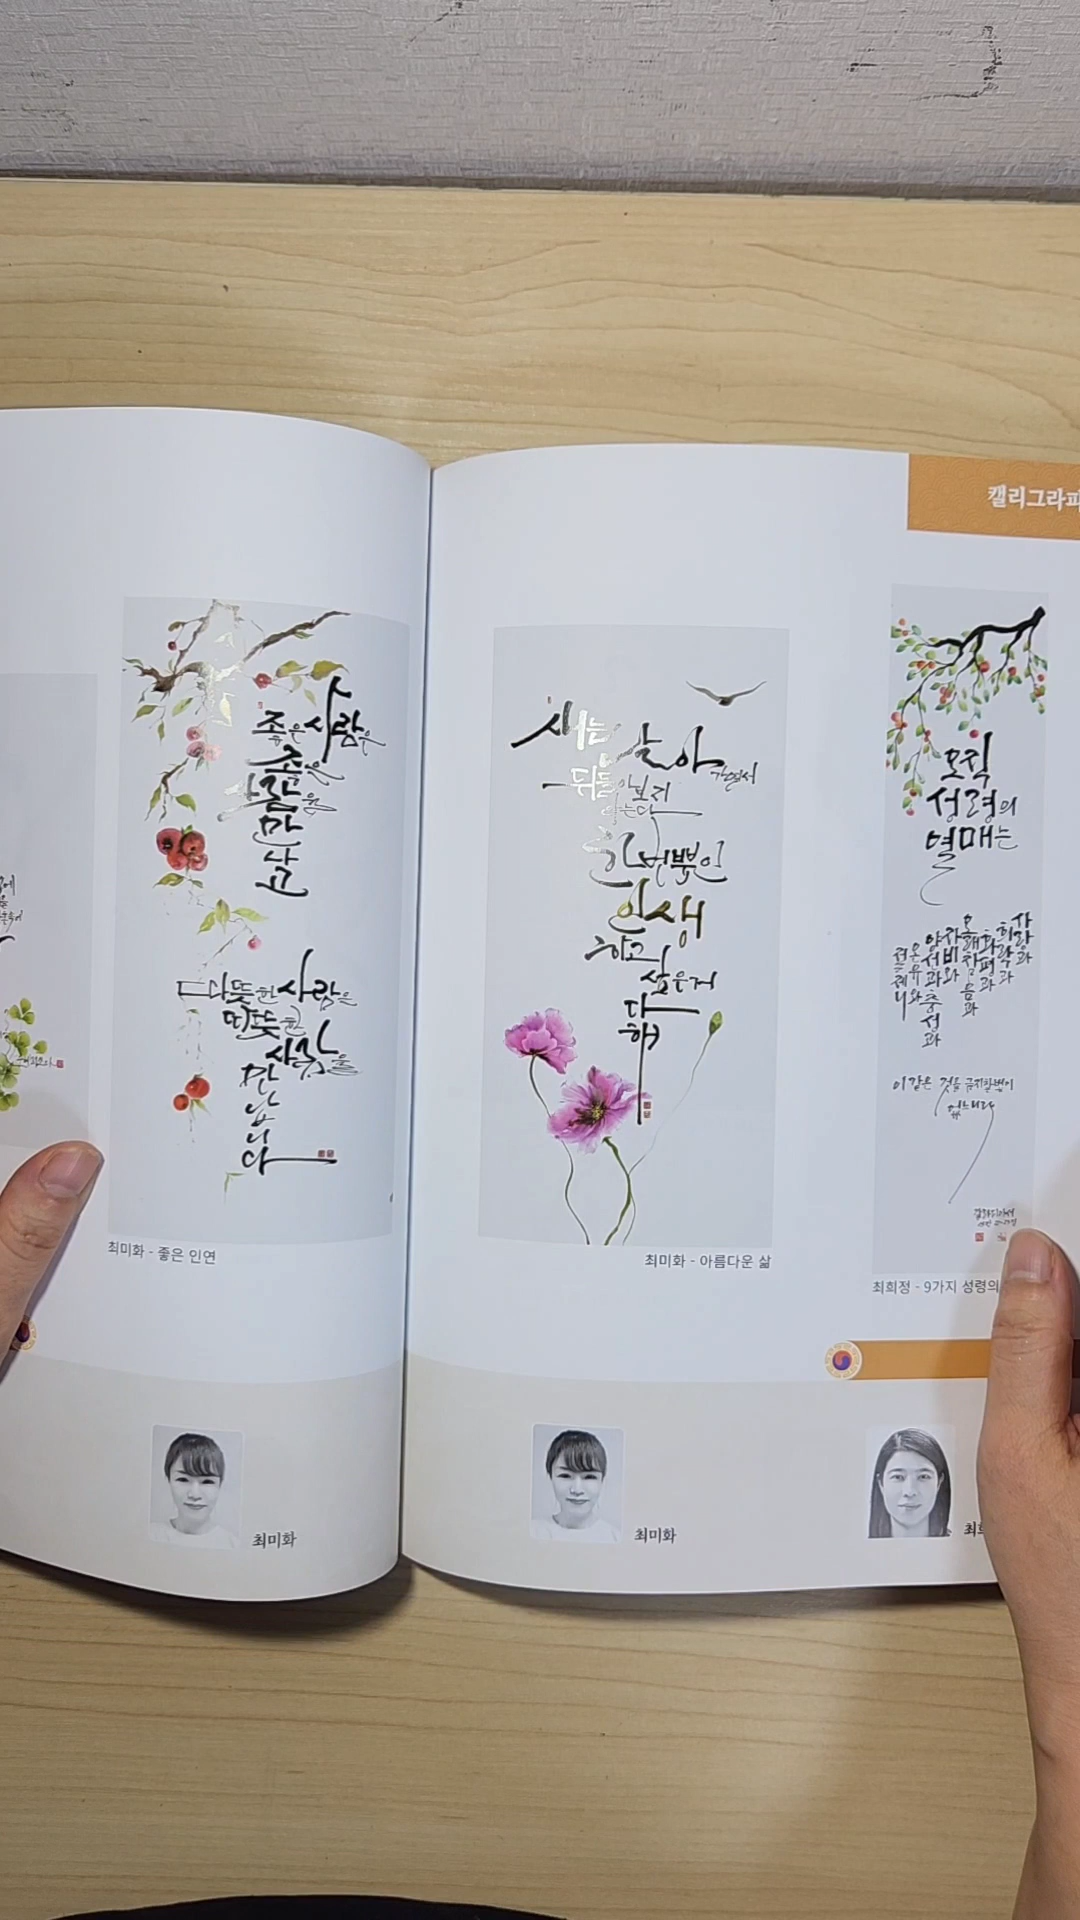 캘리그라피
좋은 사람은
좋은
사람을
만
나고
따뜻한 사람은
따뜻한
사람을
만납니다
최미화 - 좋은 인연
최미화
새는
날아
가면서
뒤돌아보지
않는다
한번뿐인
인생
하고
싶은거
다해
최미화 - 아름다운 삶
최미화
오직
성령의
열매는
사랑과
희락과
화평과
오래참음과
자비와
양선과 충성과
온유와
절제니
이같은 것을 금지할 법이
없느니라
최희정 - 9가지 성령의